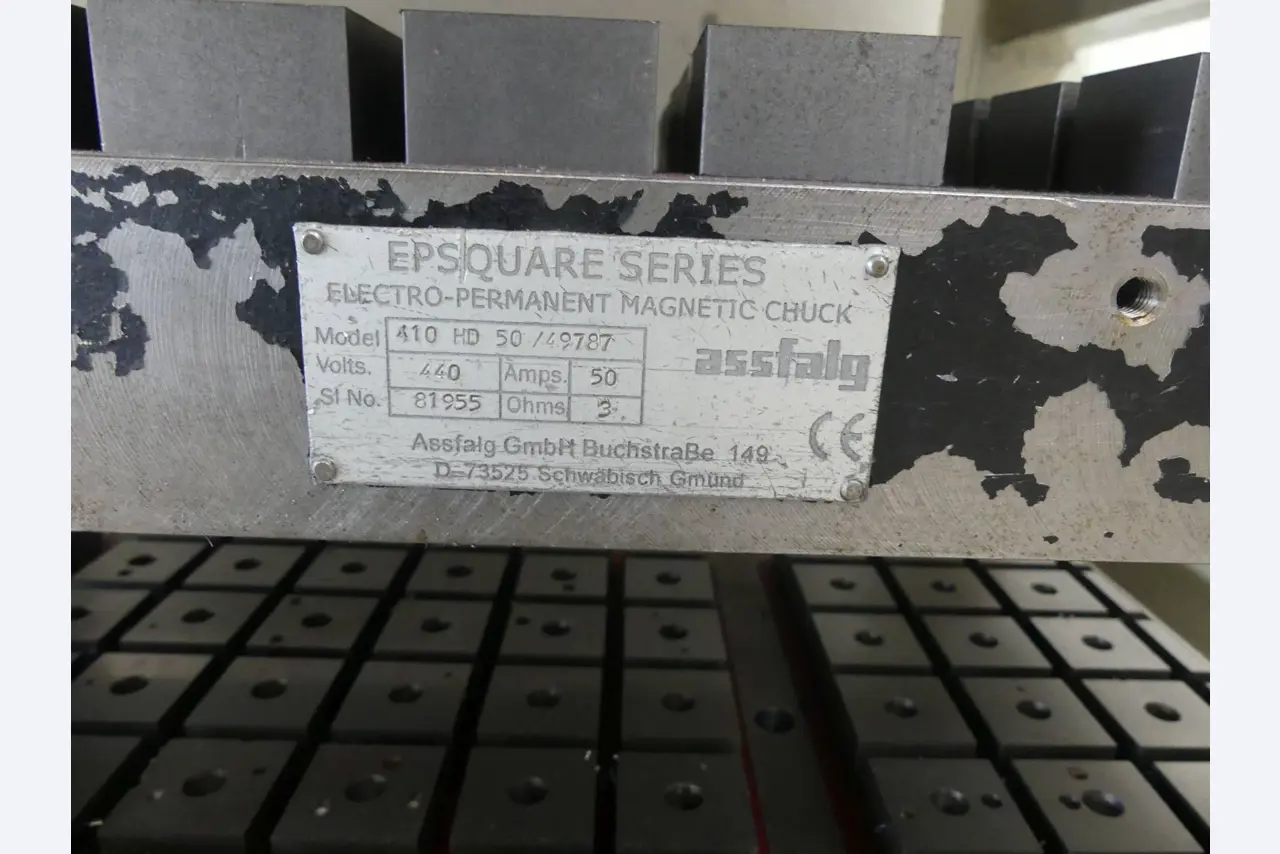 EPSQUARE SERIES
ELECTRO-PERMANENT MAGNETIC CHUCK
Model 410 HD 50 /49787
assfalg
Volts. 440 Amps. 50
Sl No. 81955 Ohms 3.
CE
Assfalg GmbH Buchstraße 149
D-73525 Schwäbisch Gmünd